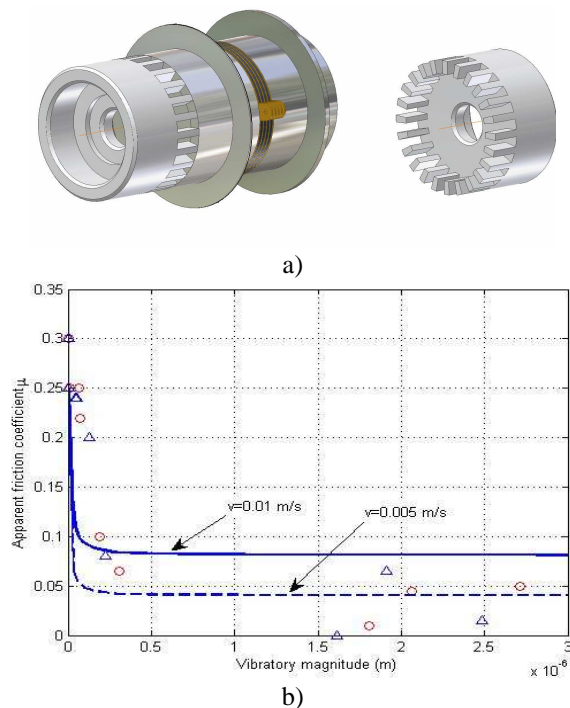 a)
0.35
0.3
0.25
0.2
0.15
0.1
0.05
0
Apparent friction coefficient μ
v=0.01 m/s
v=0.005 m/s
0 0.5 1 1.5 2 2.5 3
Vibratory magnitude (m)
x 10⁻⁶
b)